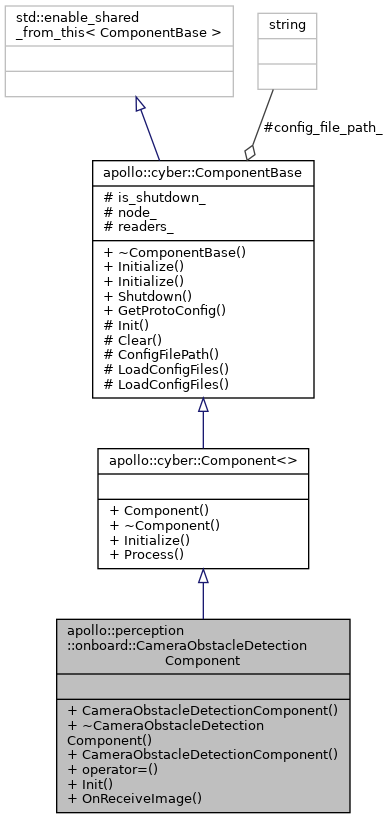 std::enable_shared
_from_this< ComponentBase >
string
#config_file_path_
apollo::cyber::ComponentBase
# is_shutdown_
# node_
# readers_
+ ~ComponentBase()
+ Initialize()
+ Initialize()
+ Shutdown()
+ GetProtoConfig()
# Init()
# Clear()
# ConfigFilePath()
# LoadConfigFiles()
# LoadConfigFiles()
apollo::cyber::Component<>
+ Component()
+ ~Component()
+ Initialize()
+ Process()
apollo::perception
::onboard::CameraObstacleDetection
Component
+ CameraObstacleDetectionComponent()
+ ~CameraObstacleDetection
Component()
+ CameraObstacleDetectionComponent()
+ operator=()
+ Init()
+ OnReceiveImage()